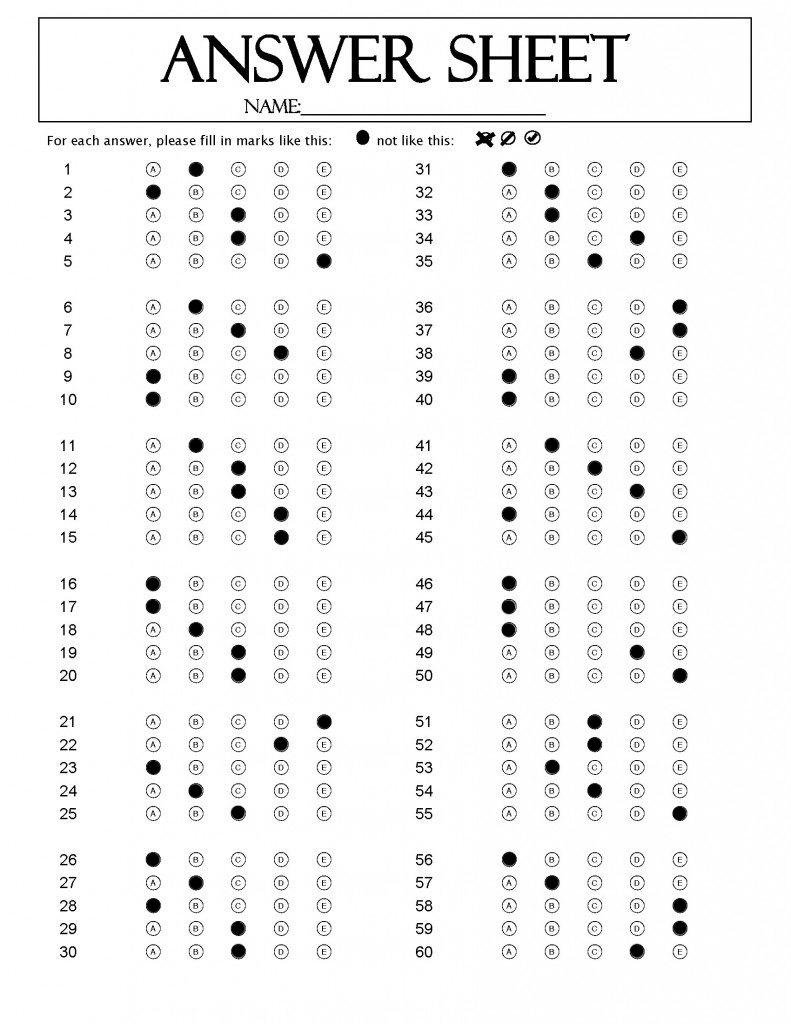 ANSWER SHEET
NAME:
For each answer, please fill in marks like this: not like this:
1 A C D E 31 B C D E
2 B C D E 32 A C D E
3 A B D E 33 A C D E
4 A B D E 34 A B C E
5 A B C D 35 A B D E
6 A C D E 36 A B C D
7 A B D E 37 A B C D
8 A B C E 38 A B C E
9 B C D E 39 B C D E
10 B C D E 40 B C D E
11 A C D E 41 A C D E
12 A B D E 42 A B D E
13 A B D E 43 A B C E
14 A B C E 44 B C D E
15 A B C E 45 A B C D
16 B C D E 46 B C D E
17 B C D E 47 B C D E
18 A C D E 48 B C D E
19 A B D E 49 A B C E
20 A B D E 50 A B C D
21 A B C D 51 A B D E
22 A B C E 52 A B D E
23 B C D E 53 A C D E
24 A C D E 54 A B D E
25 A B D E 55 A B C D
26 B C D E 56 B C D E
27 A C D E 57 A C D E
28 B C D E 58 A B C D
29 A B D E 59 A B C D
30 A B D E 60 A B C E